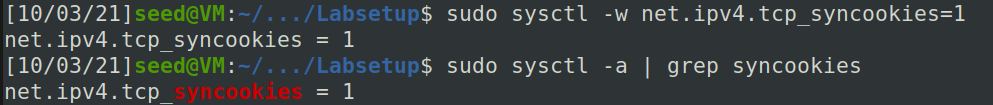 [10/03/21]seed@VM:~/.../Labsetup$ sudo sysctl -w net.ipv4.tcp_syncookies=1
net.ipv4.tcp_syncookies = 1
[10/03/21]seed@VM:~/.../Labsetup$ sudo sysctl -a | grep syncookies
net.ipv4.tcp_syncookies = 1